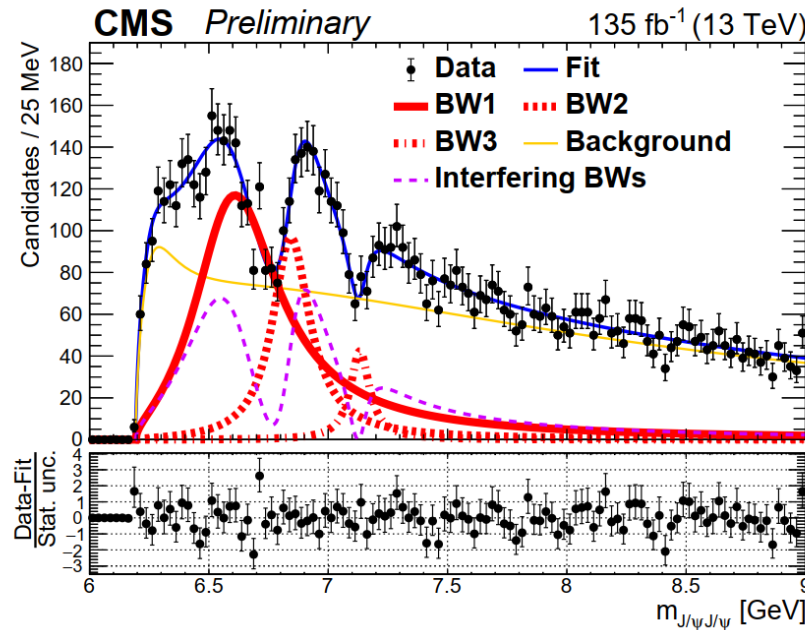 CMS Preliminary 135 fb⁻¹ (13 TeV)
Candidates / 25 MeV
180
160
140
120
100
80
60
40
20
0
Data Fit
BW1 BW2
BW3 Background
Interfering BWs
Data-Fit
Stat. unc.
4
3
2
1
0
−1
−2
−3
6 6.5 7 7.5 8 8.5 9
m_{J/ψJ/ψ} [GeV]